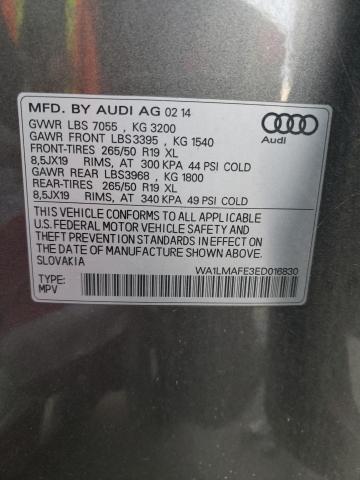 MFD. BY AUDI AG 02 14
GVWR LBS 7055 , KG 3200
GAWR FRONT LBS3395 , KG 1540
FRONT-TIRES 265/50 R19 XL
8,5JX19 RIMS, AT 300 KPA 44 PSI COLD
GAWR REAR LBS3968 , KG 1800
REAR-TIRES 265/50 R19 XL
8,5JX19 RIMS, AT 340 KPA 49 PSI COLD
Audi
THIS VEHICLE CONFORMS TO ALL APPLICABLE
U.S. FEDERAL MOTOR VEHICLE SAFETY AND
THEFT PREVENTION STANDARDS IN EFFECT ON
THE DATE OF MANUFACTURE SHOWN ABOVE.
SLOVAKIA
WA1LMAFE3ED016830
TYPE:
MPV